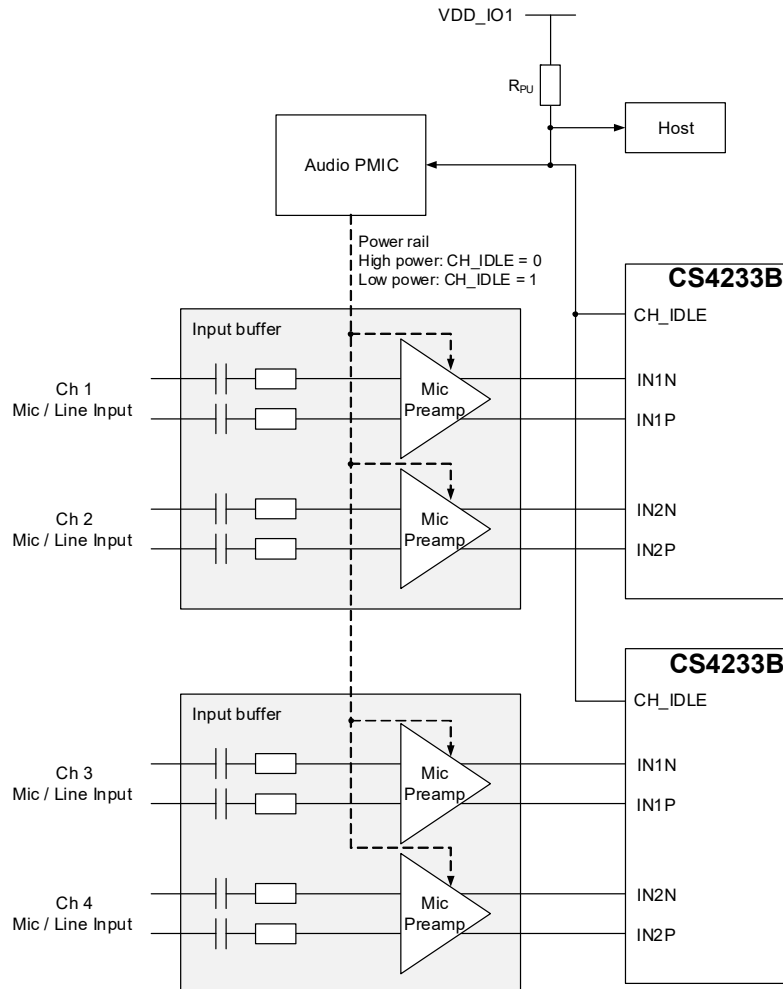 VDD_IO1
RPU
Host
Audio PMIC
Power rail
High power: CH_IDLE = 0
Low power: CH_IDLE = 1
CS4233B
CH_IDLE
Input buffer
Ch 1
Mic / Line Input
Mic
Preamp
IN1N
IN1P
Ch 2
Mic / Line Input
Mic
Preamp
IN2N
IN2P
CS4233B
CH_IDLE
Input buffer
Ch 3
Mic / Line Input
Mic
Preamp
IN1N
IN1P
Ch 4
Mic / Line Input
Mic
Preamp
IN2N
IN2P